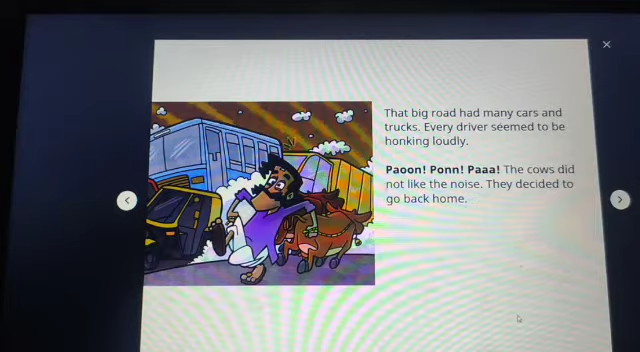 That big road had many cars and
trucks. Every driver seemed to be
honking loudly.
Paoon! Ponn! Paaa! The cows did
not like the noise. They decided to
go back home.